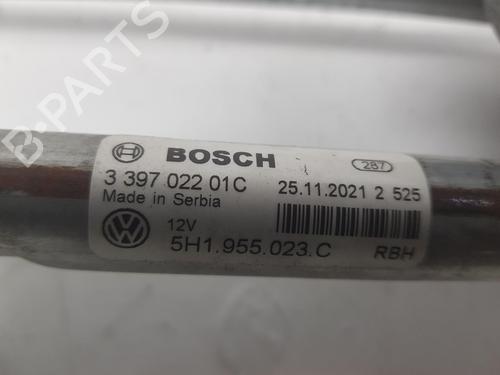 B-PARTS
BOSCH
287
3 397 022 01C 25.11.2021 2 525
Made in Serbia
12V
5H1.955.023.C RBH